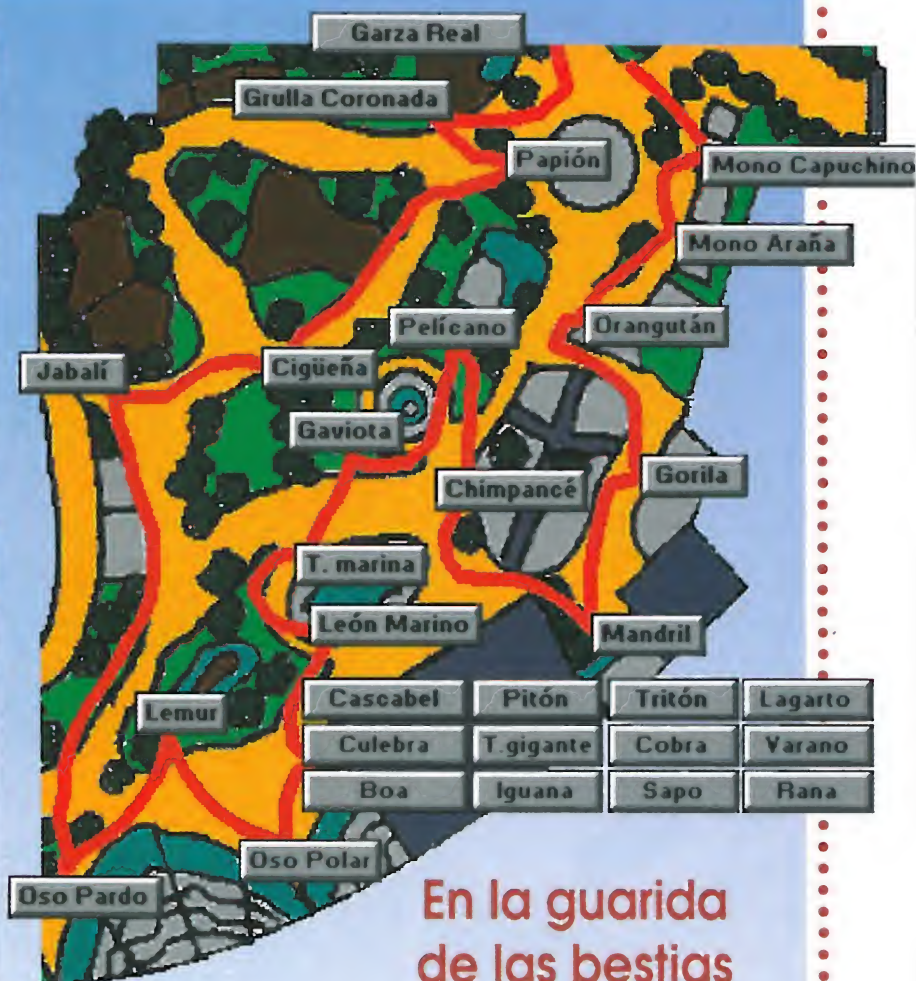 Garza Real
Grulla Coronada
Papión
Mono Capuchino
Mono Araña
Pelícano
Orangután
Jabalí
Cigüeña
Gaviota
Chimpancé
Gorila
T. marina
León Marino
Mandril
Lemur
Cascabel Pitón Tritón Lagarto
Culebra T.gigante Cobra Varano
Boa Iguana Sapo Rana
Oso Polar
Oso Pardo
En la guarida
de las bestias